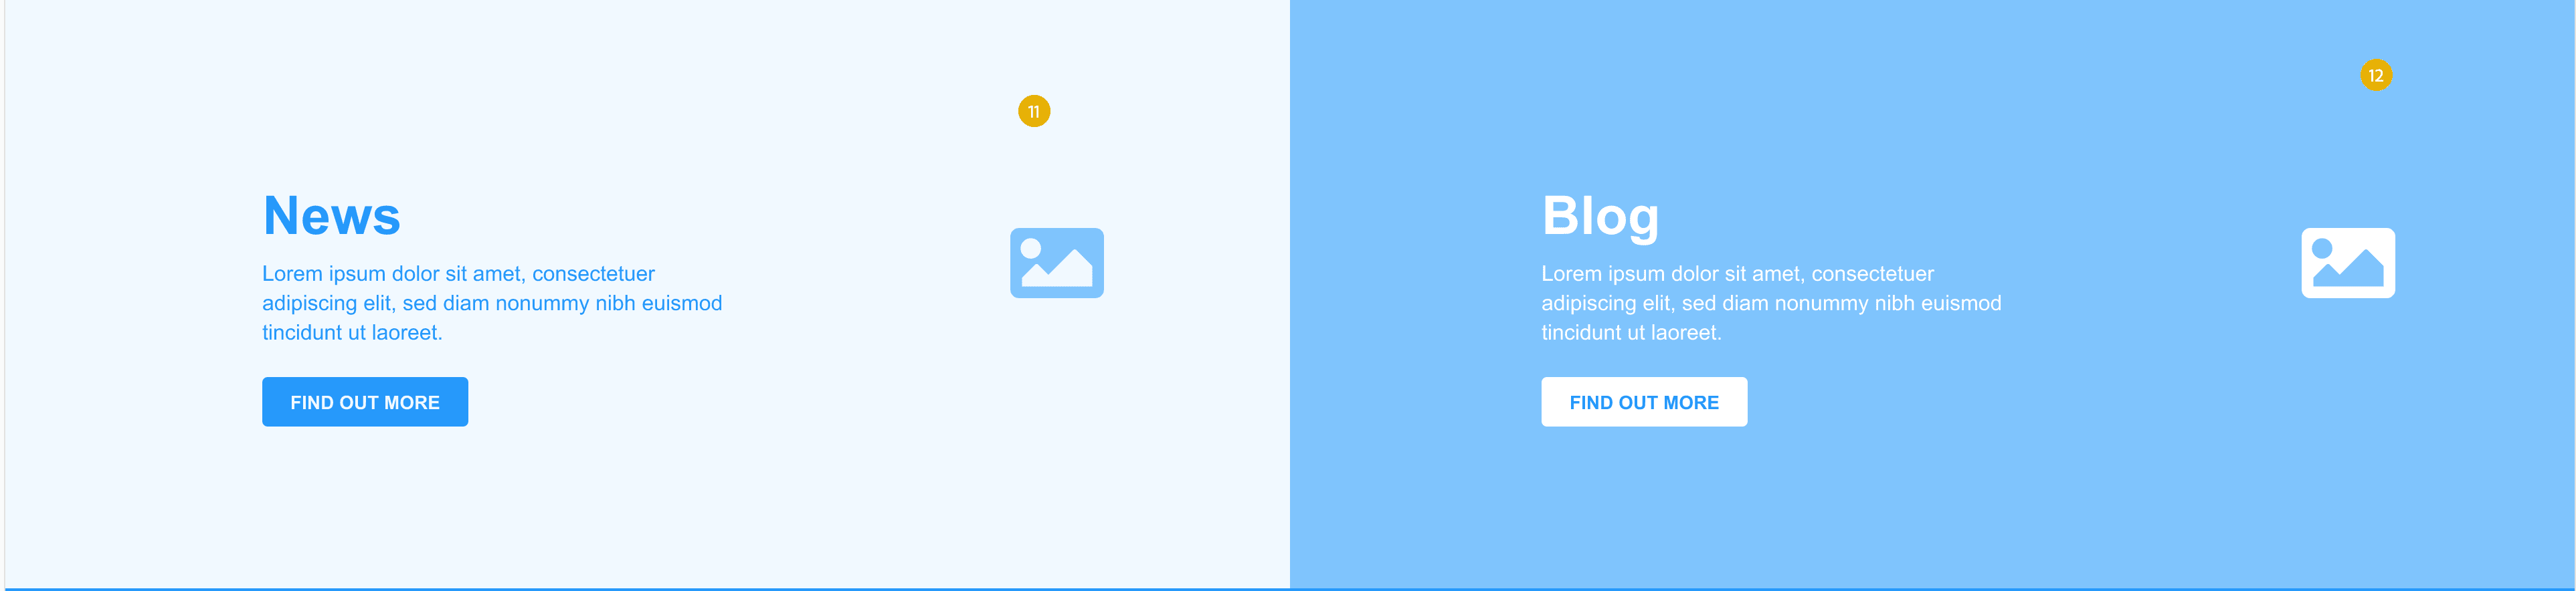 11
News
Lorem ipsum dolor sit amet, consectetuer
adipiscing elit, sed diam nonummy nibh euismod
tincidunt ut laoreet.
FIND OUT MORE
12
Blog
Lorem ipsum dolor sit amet, consectetuer
adipiscing elit, sed diam nonummy nibh euismod
tincidunt ut laoreet.
FIND OUT MORE